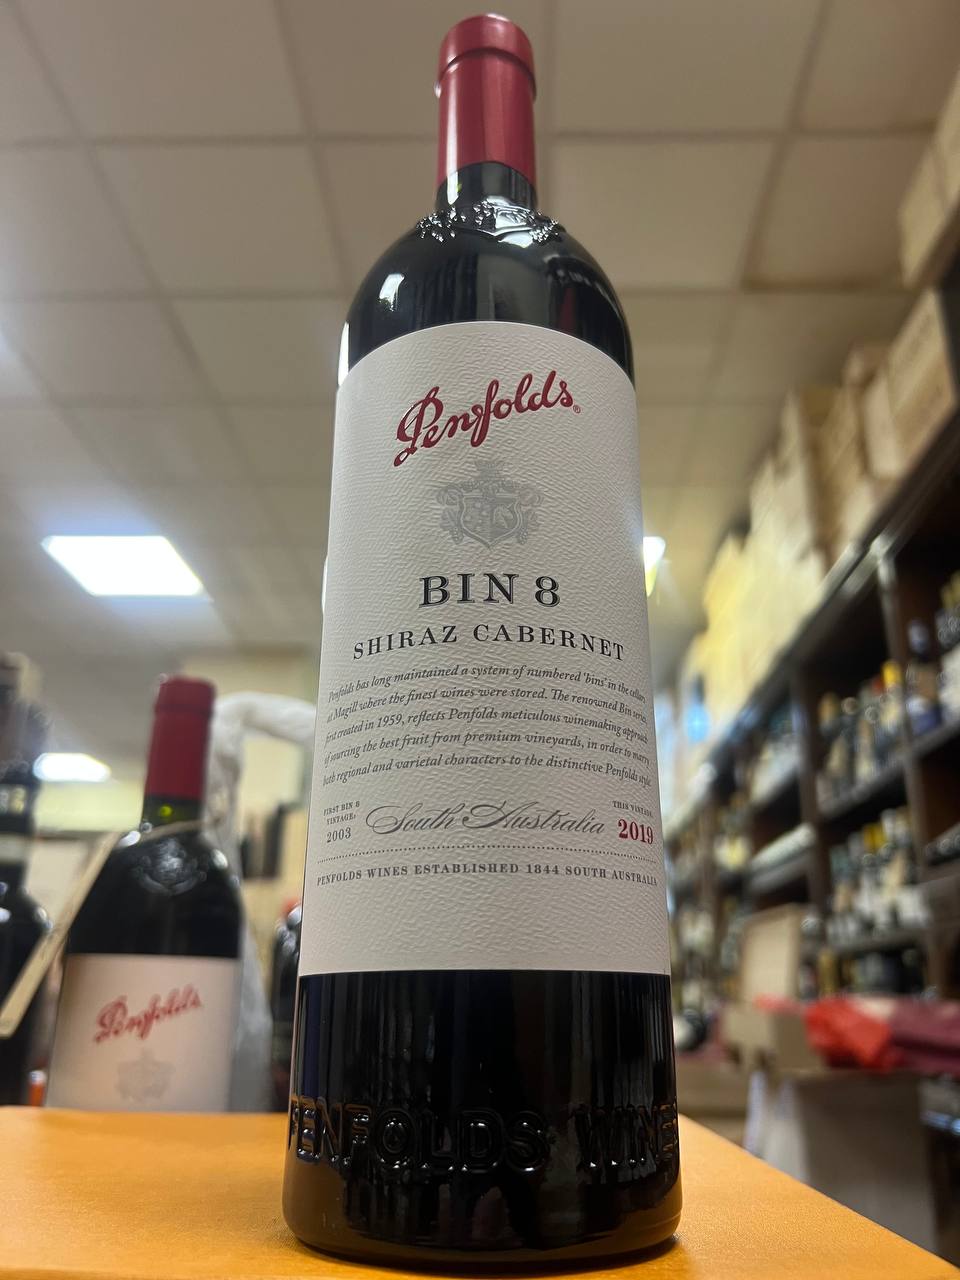 Penfolds®
BIN 8
SHIRAZ CABERNET
Penfolds has long maintained a system of numbered 'bins' in the cellars
at Magill where the finest wines were stored. The renowned Bin series,
first created in 1959, reflects Penfolds meticulous winemaking approach
of sourcing the best fruit from premium vineyards, in order to marry
both regional and varietal characters to the distinctive Penfolds style.
FIRST BIN 8
VINTAGE:
2003
South Australia
THIS VINTAGE:
2019
PENFOLDS WINES ESTABLISHED 1844 SOUTH AUSTRALIA
PENFOLDS WINE
Penfolds